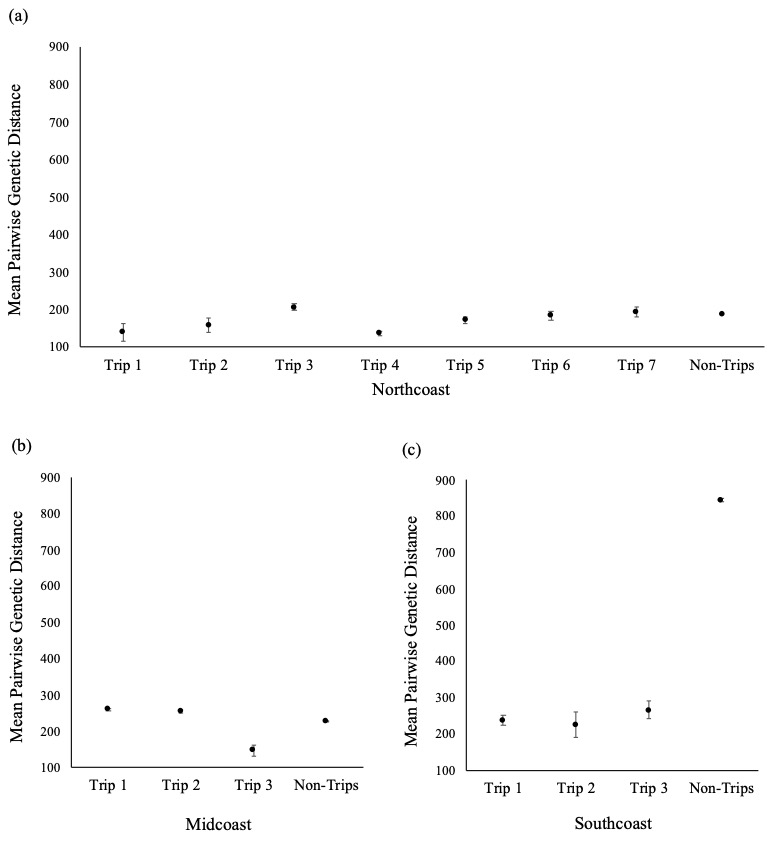 (a)
Mean Pairwise Genetic Distance
900
800
700
600
500
400
300
200
100
Trip 1 Trip 2 Trip 3 Trip 4 Trip 5 Trip 6 Trip 7 Non-Trips
Northcoast
(b)
Mean Pairwise Genetic Distance
900
800
700
600
500
400
300
200
100
Trip 1 Trip 2 Trip 3 Non-Trips
Midcoast
(c)
Mean Pairwise Genetic Distance
900
800
700
600
500
400
300
200
100
Trip 1 Trip 2 Trip 3 Non-Trips
Southcoast